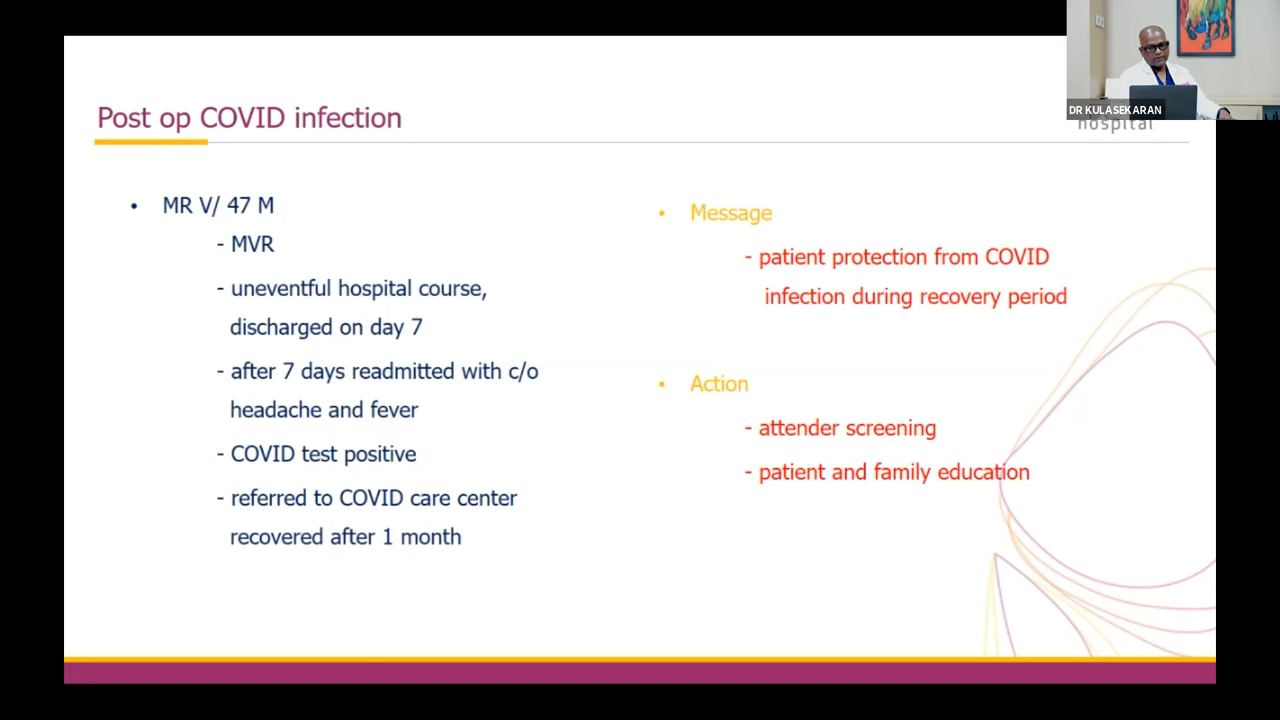 DR KULASEKARAN
hospital
Post op COVID infection
• MR V/ 47 M
- MVR
- uneventful hospital course,
discharged on day 7
- after 7 days readmitted with c/o
headache and fever
- COVID test positive
- referred to COVID care center
recovered after 1 month
• Message
- patient protection from COVID
infection during recovery period
• Action
- attender screening
- patient and family education